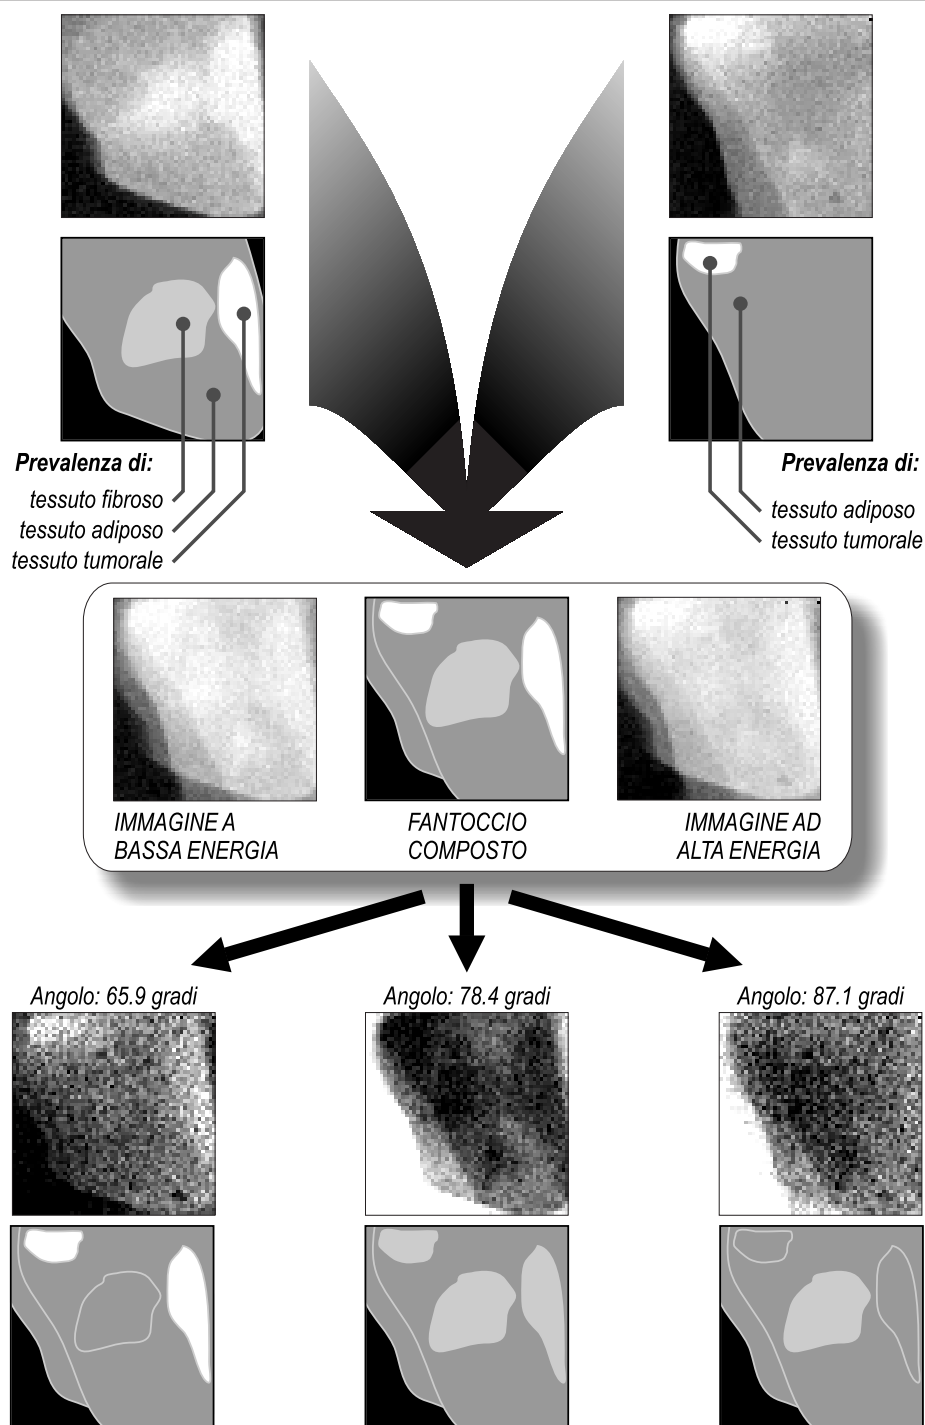 Prevalenza di:
tessuto fibroso
tessuto adiposo
tessuto tumorale
Prevalenza di:
tessuto adiposo
tessuto tumorale
IMMAGINE A
BASSA ENERGIA
FANTOCCIO
COMPOSTO
IMMAGINE AD
ALTA ENERGIA
Angolo: 65.9 gradi
Angolo: 78.4 gradi
Angolo: 87.1 gradi